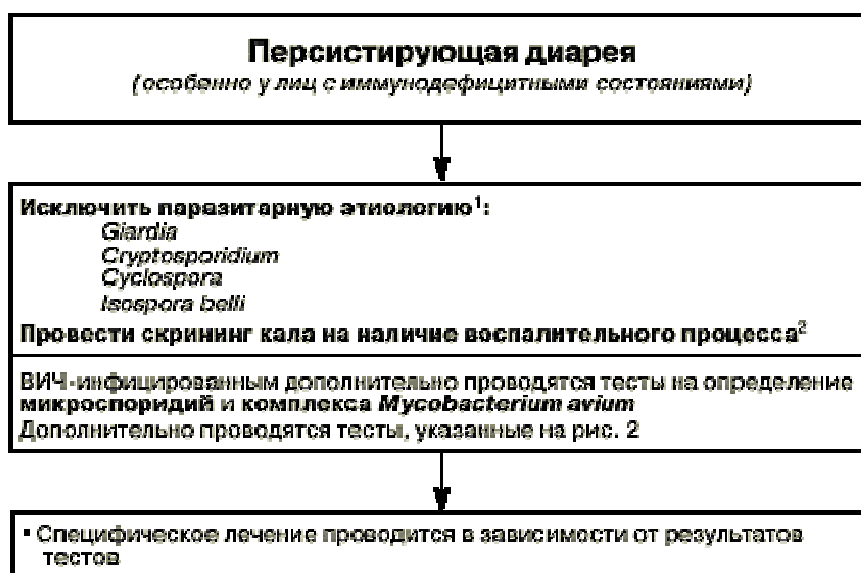 Персистирующая диарея
(особенно у лиц с иммунодефицитными состояниями)
Исключить паразитарную этиологию¹:
Giardia
Cryptosporidium
Cyclospora
Isospora belli
Провести скрининг кала на наличие воспалительного процесса²
ВИЧ-инфицированным дополнительно проводятся тесты на определение
микроспоридий и комплекса Mycobacterium avium
Дополнительно проводятся тесты, указанные на рис. 2
▪ Специфическое лечение проводится в зависимости от результатов
тестов